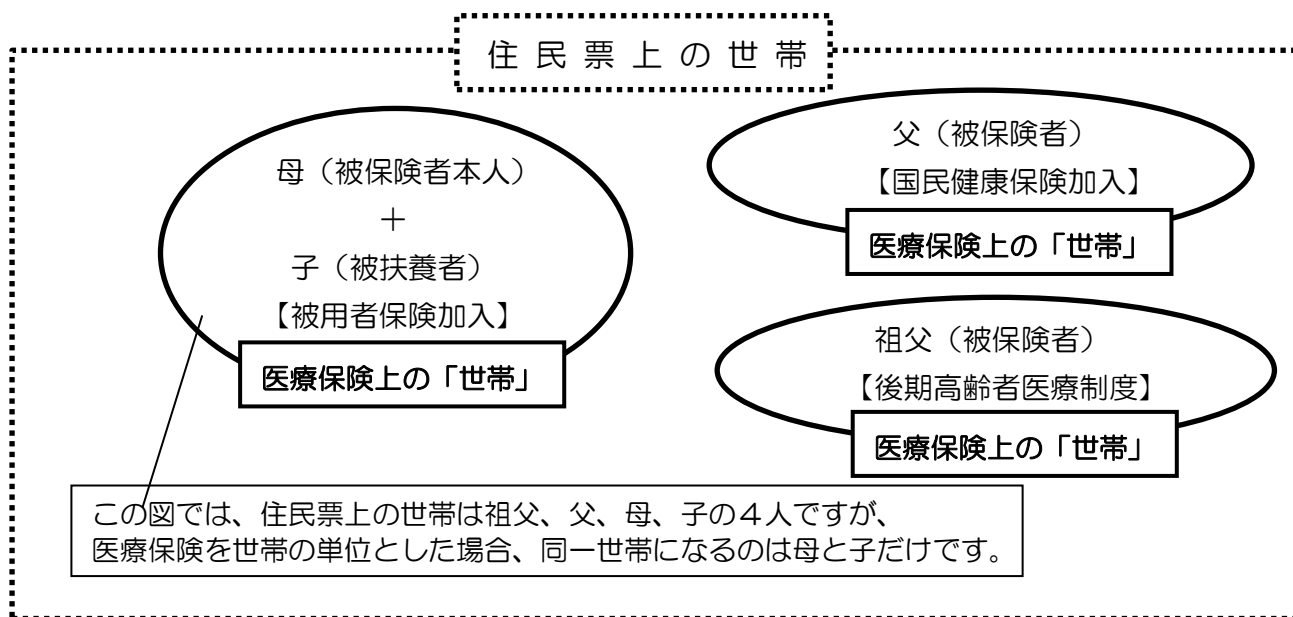 住民票上の世帯
母（被保険者本人）
＋
子（被扶養者）
【被用者保険加入】
医療保険上の「世帯」
父（被保険者）
【国民健康保険加入】
医療保険上の「世帯」
祖父（被保険者）
【後期高齢者医療制度】
医療保険上の「世帯」
この図では、住民票上の世帯は祖父、父、母、子の４人ですが、
医療保険を世帯の単位とした場合、同一世帯になるのは母と子だけです。